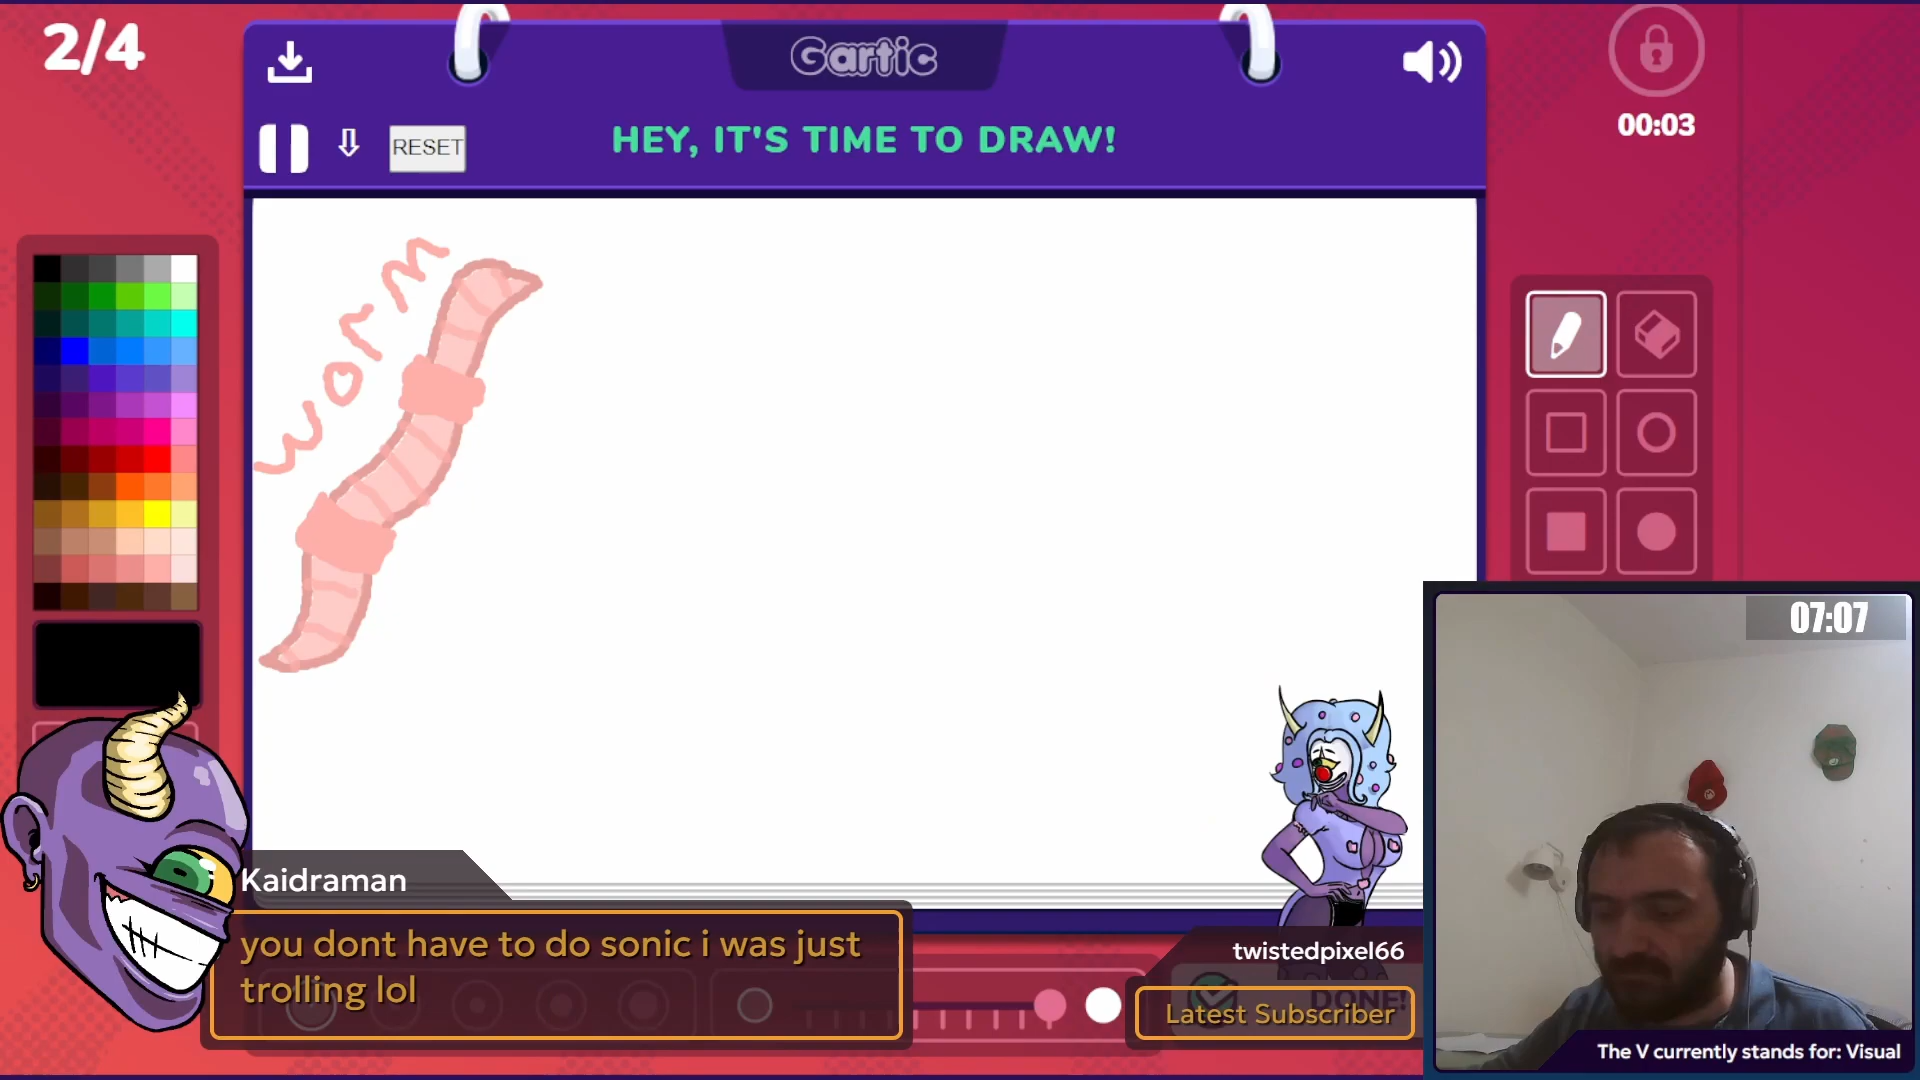 2/4
Gartic
00:03
RESET
HEY, IT'S TIME TO DRAW!
worm
07:07
Kaidraman
you dont have to do sonic i was just
trolling lol
twistedpixel66
DONE!
Latest Subscriber
The V currently stands for: Visual